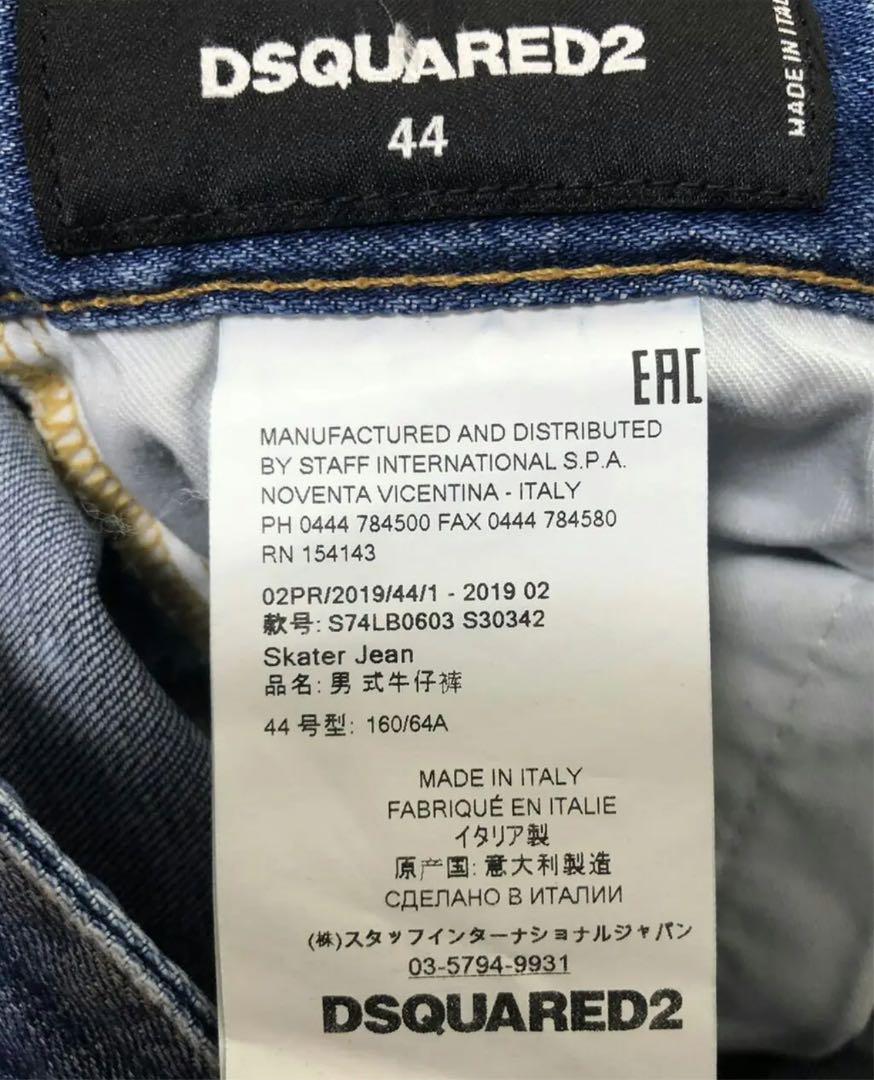 DSQUARED2
44
MADE IN ITAL
EAC
MANUFACTURED AND DISTRIBUTED
BY STAFF INTERNATIONAL S.P.A.
NOVENTA VICENTINA - ITALY
PH 0444 784500 FAX 0444 784580
RN 154143
02PR/2019/44/1 - 2019 02
款号: S74LB0603 S30342
Skater Jean
品名: 男 式牛仔裤
44 号型: 160/64A
MADE IN ITALY
FABRIQUÉ EN ITALIE
イタリア製
原产国: 意大利製造
СДЕЛАНО В ИТАЛИИ
(株)スタッフインターナショナルジャパン
03-5794-9931
DSQUARED2